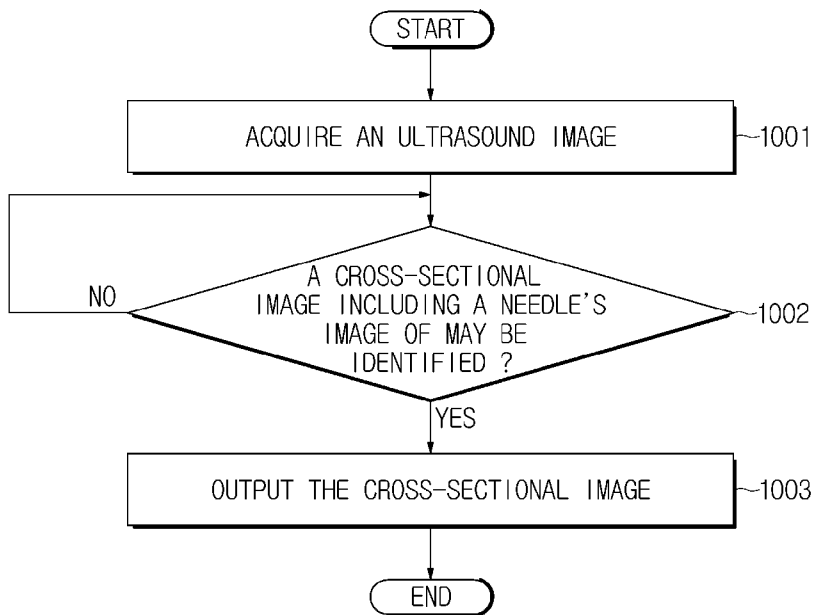 START
ACQUIRE AN ULTRASOUND IMAGE
1001
A CROSS-SECTIONAL
IMAGE INCLUDING A NEEDLE'S
IMAGE OF MAY BE
IDENTIFIED ?
NO
1002
YES
OUTPUT THE CROSS-SECTIONAL IMAGE
1003
END